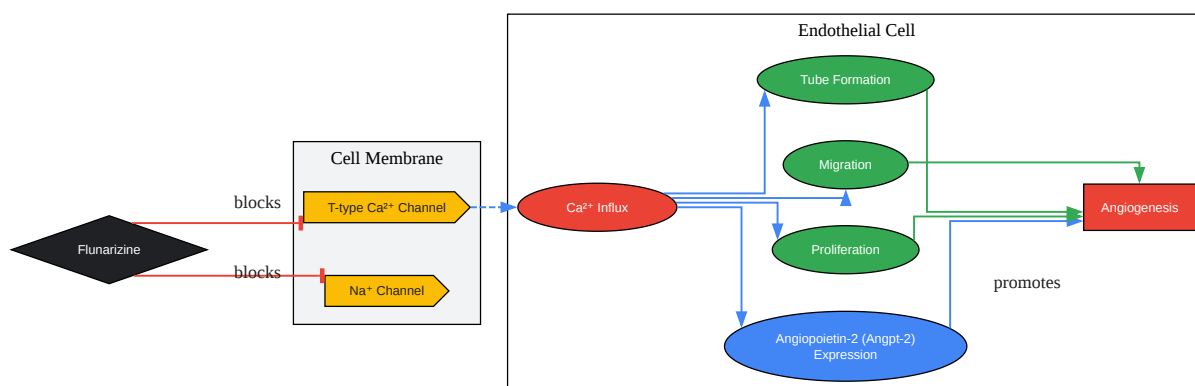 Endothelial Cell
Tube Formation
Cell Membrane
Migration
blocks
T-type Ca²⁺ Channel
Ca²⁺ Influx
Angiogenesis
Flunarizine
Proliferation
blocks
Na⁺ Channel
promotes
Angiopoietin-2 (Angpt-2)
Expression